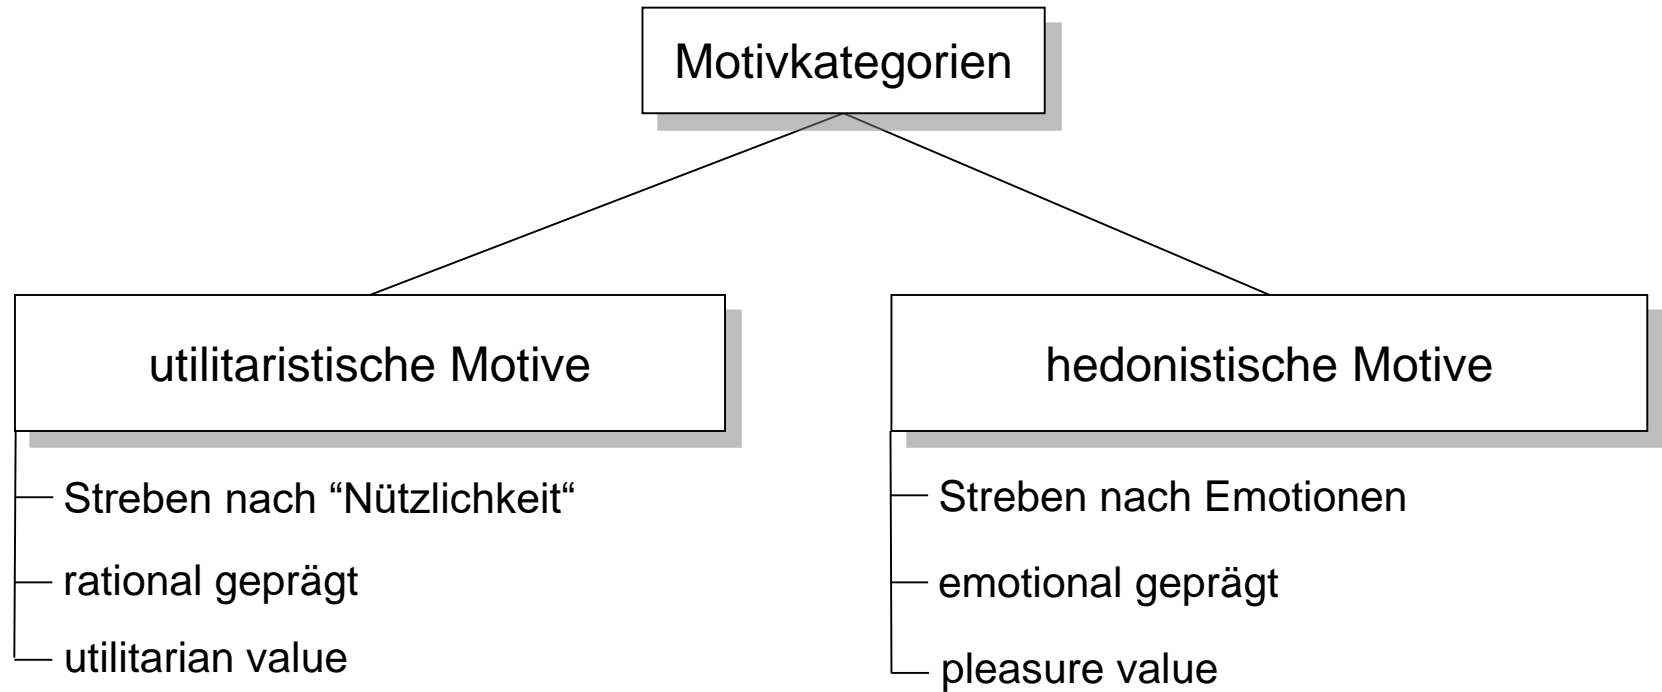 Motivkategorien
utilitaristische Motive
Streben nach “Nützlichkeit“
rational geprägt
utilitarian value
hedonistische Motive
Streben nach Emotionen
emotional geprägt
pleasure value